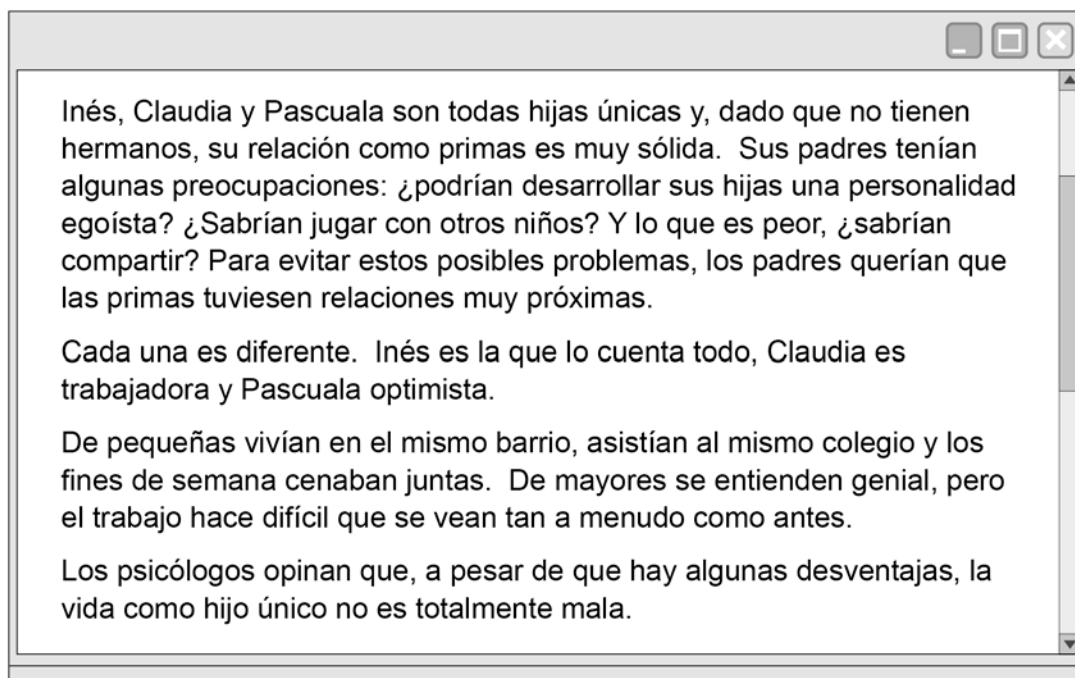 Inés, Claudia y Pascuala son todas hijas únicas y, dado que no tienen
hermanos, su relación como primas es muy sólida.  Sus padres tenían
algunas preocupaciones: ¿podrían desarrollar sus hijas una personalidad
egoísta? ¿Sabrían jugar con otros niños? Y lo que es peor, ¿sabrían
compartir? Para evitar estos posibles problemas, los padres querían que
las primas tuviesen relaciones muy próximas.
Cada una es diferente.  Inés es la que lo cuenta todo, Claudia es
trabajadora y Pascuala optimista.
De pequeñas vivían en el mismo barrio, asistían al mismo colegio y los
fines de semana cenaban juntas.  De mayores se entienden genial, pero
el trabajo hace difícil que se vean tan a menudo como antes.
Los psicólogos opinan que, a pesar de que hay algunas desventajas, la
vida como hijo único no es totalmente mala.